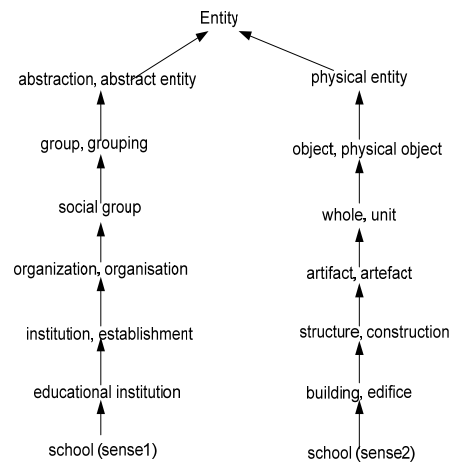 Entity
abstraction, abstract entity
physical entity
group, grouping
object, physical object
social group
whole, unit
organization, organisation
artifact, artefact
institution, establishment
structure, construction
educational institution
building, edifice
school (sense1)
school (sense2)